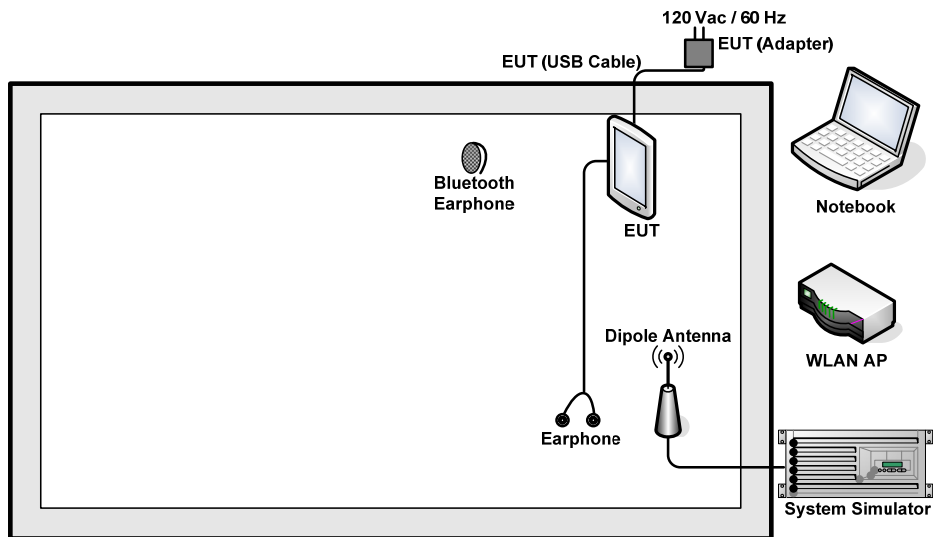 120 Vac / 60 Hz
EUT (Adapter)
EUT (USB Cable)
Bluetooth
Earphone
EUT
Notebook
Dipole Antenna
WLAN AP
Earphone
System Simulator